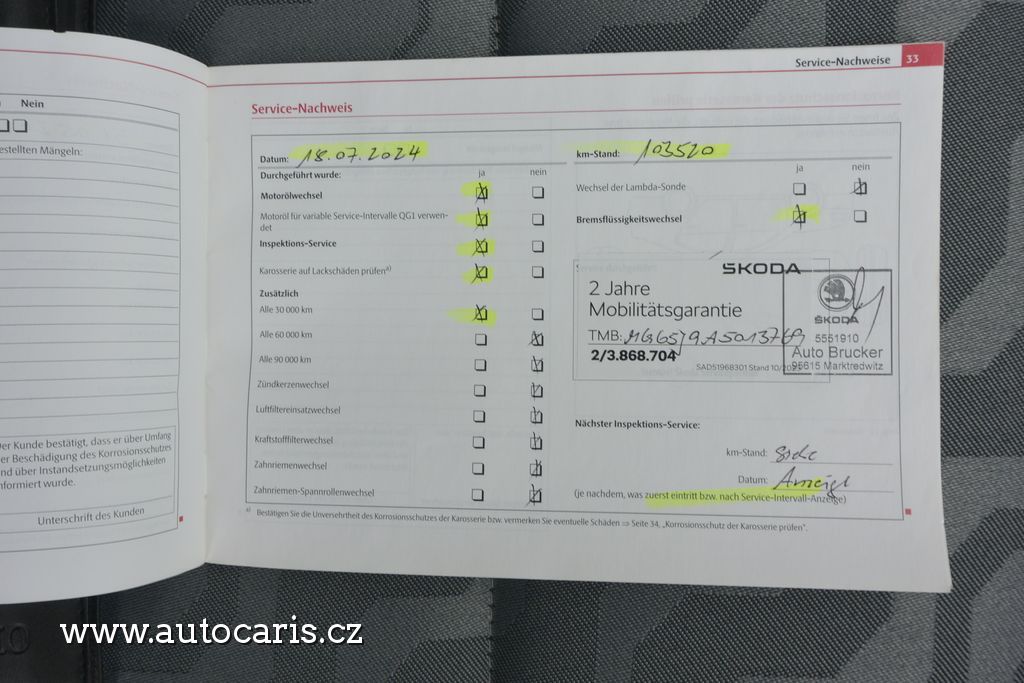 Nein
estellten Mängeln:
er Kunde bestätigt, dass er über Umfang
er Beschädigung des Korrosionsschutzes
nd über Instandsetzungsmöglichkeiten
nformiert wurde.
Unterschrift des Kunden
Service-Nachweise 33
Service-Nachweis
Datum: 18.07.2024
Durchgeführt wurde: ja nein
Motorölwechsel
Motoröl für variable Service-Intervalle QG1 verwen-
det
Inspektions-Service
Karosserie auf Lackschäden prüfen a)
Zusätzlich
Alle 30 000 km
Alle 60 000 km
Alle 90 000 km
Zündkerzenwechsel
Luftfiltereinsatzwechsel
Kraftstofffilterwechsel
Zahnriemenwechsel
Zahnriemen-Spannrollenwechsel
km-Stand: 103520
ja nein
Wechsel der Lambda-Sonde
Bremsflüssigkeitswechsel
ŠKODA
2 Jahre
Mobilitätsgarantie
TMB:
2/3.868.704
SAD51968301 Stand
ŠKODA
5551910
Auto Brucker
95615 Marktredwitz
Nächster Inspektions-Service:
km-Stand: Siehe
Datum: Anzeige
(je nachdem, was zuerst eintritt bzw. nach Service-Intervall-Anzeige)
a) Bestätigen Sie die Unversehrtheit des Korrosionsschutzes der Karosserie bzw. vermerken Sie eventuelle Schäden ⇒ Seite 34, „Korrosionsschutz der Karosserie prüfen".
www.autocaris.cz